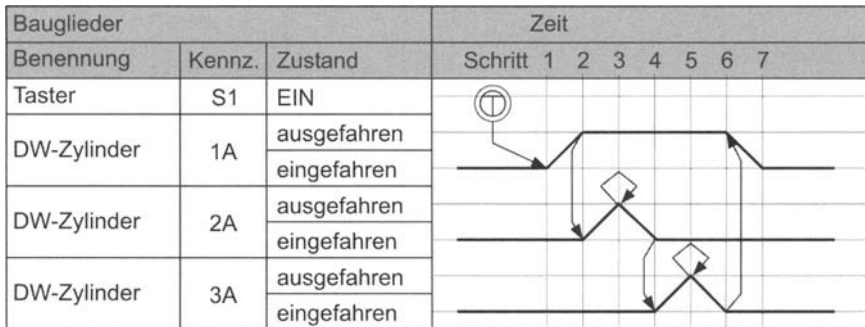 Bauglieder Zeit
Benennung Kennz. Zustand Schritt 1 2 3 4 5 6 7
Taster S1 EIN
DW-Zylinder 1A ausgefahren
eingefahren
DW-Zylinder 2A ausgefahren
eingefahren
DW-Zylinder 3A ausgefahren
eingefahren